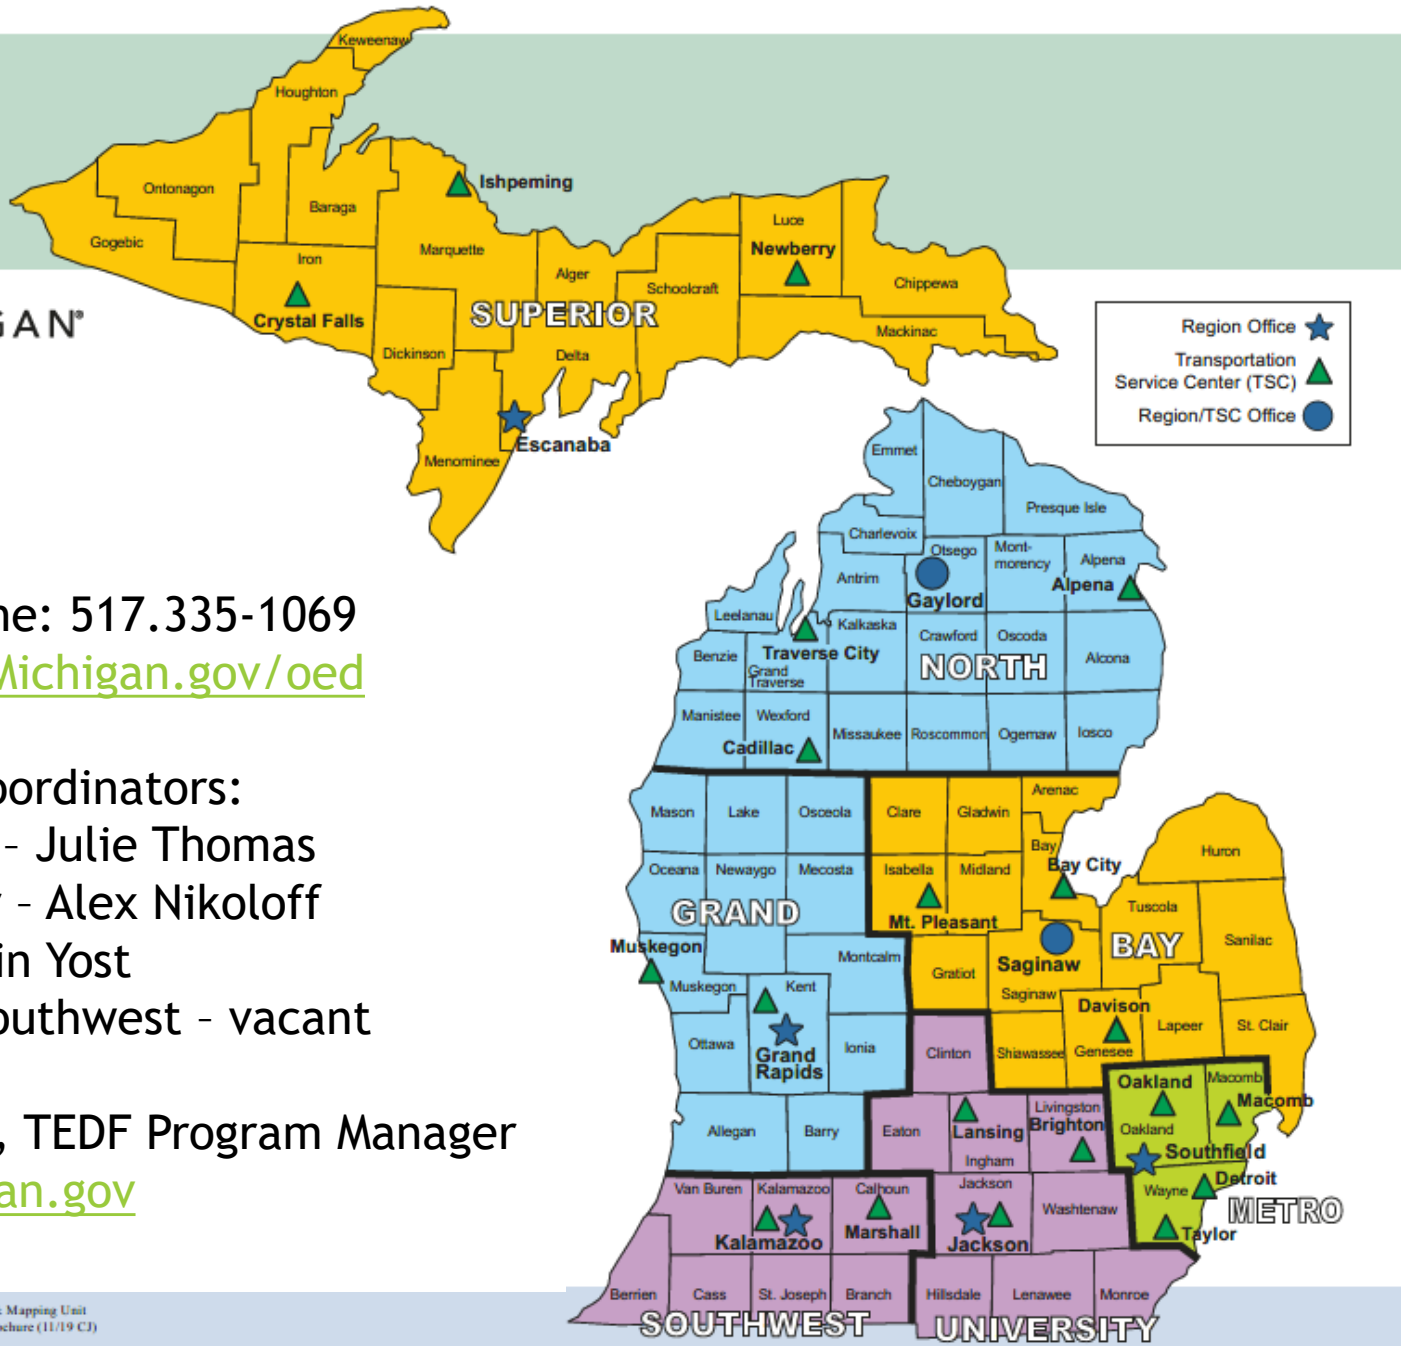 Keweenaw
Houghton
Ontonagon
Baraga
Gogebic
Iron
Crystal Falls
Ishpeming
Marquette
Alger
Luce
Newberry
Schoolcraft
Chippewa
SUPERIOR
Mackinac
Dickinson
Delta
Escanaba
Menominee
GAN®
Region Office
Transportation
Service Center (TSC)
Region/TSC Office
Emmet
Cheboygan
Presque Isle
Charlevoix
Otsego
Mont-
morency
Alpena
Antrim
Gaylord
Alpena
Leelanau
Kalkaska
Crawford
Oscoda
Benzie
Traverse City
Grand
Traverse
NORTH
Alcona
Manistee
Wexford
Missaukee
Roscommon
Ogemaw
Iosco
Cadillac
ne: 517.335-1069
Michigan.gov/oed
oordinators:
– Julie Thomas
– Alex Nikoloff
in Yost
outhwest – vacant
, TEDF Program Manager
an.gov
Mason
Lake
Osceola
Clare
Gladwin
Arenac
Oceana
Newaygo
Mecosta
Isabella
Midland
Bay
Bay City
Huron
GRAND
Mt. Pleasant
Tuscola
Sanilac
BAY
Muskegon
Muskegon
Montcalm
Gratiot
Saginaw
Saginaw
Kent
Davison
Lapeer
St. Clair
Ottawa
Grand
Rapids
Ionia
Clinton
Shiawassee
Genesee
Oakland
Macomb
Macomb
Allegan
Barry
Eaton
Lansing
Ingham
Livingston
Brighton
Oakland
Southfield
Van Buren
Kalamazoo
Calhoun
Jackson
Washtenaw
Wayne
Detroit
METRO
Kalamazoo
Marshall
Jackson
Taylor
Berrien
Cass
St. Joseph
Branch
Hillsdale
Lenawee
Monroe
SOUTHWEST
UNIVERSITY
Mapping Unit
chure (11/19 CJ)